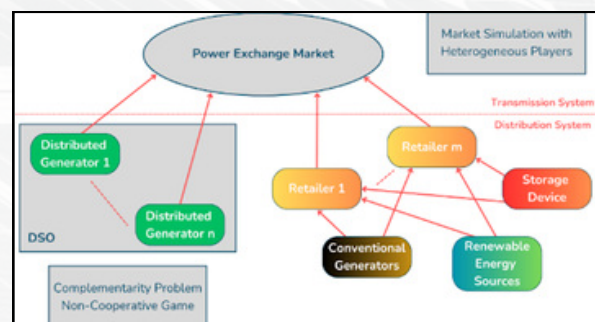 Power Exchange Market
Market Simulation with
Heterogeneous Players
Transmission System
Distribution System
Distributed
Generator 1
Distributed
Generator n
DSO
Retailer m
Retailer 1
Storage
Device
Conventional
Generators
Renewable
Energy
Sources
Complementarity Problem
Non-Cooperative Game